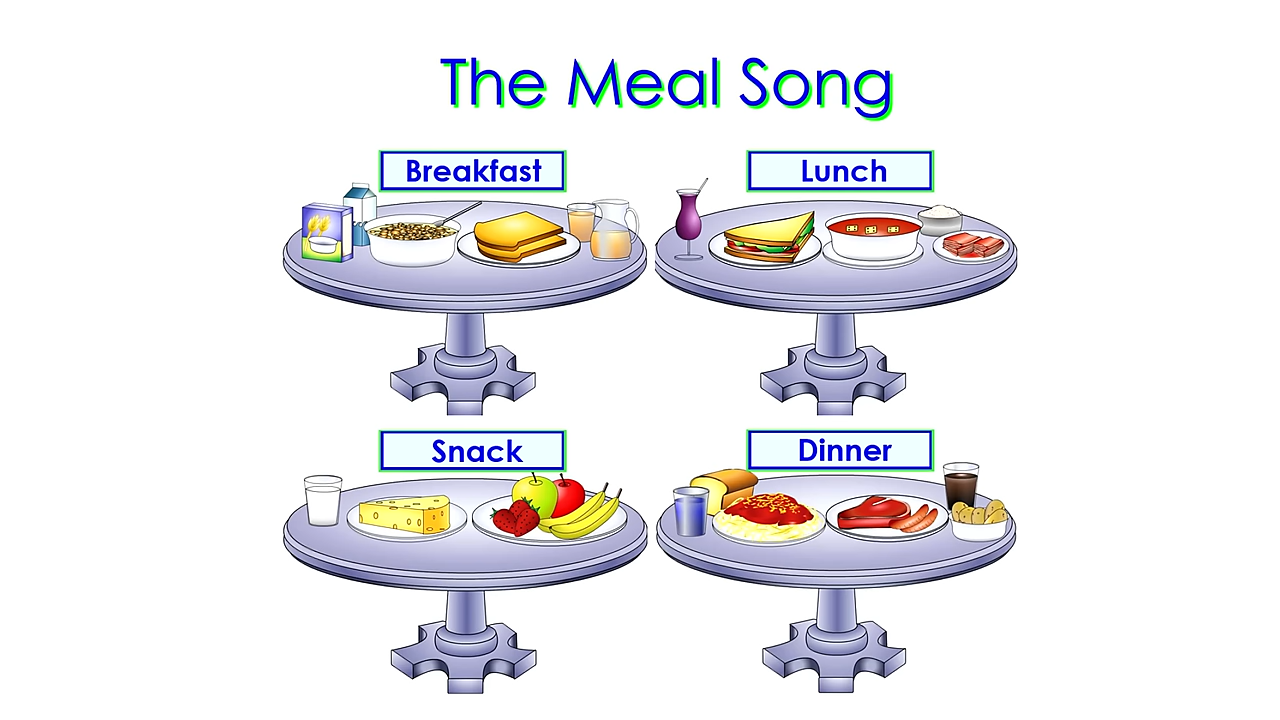 The Meal Song
Breakfast
Lunch
Snack
Dinner